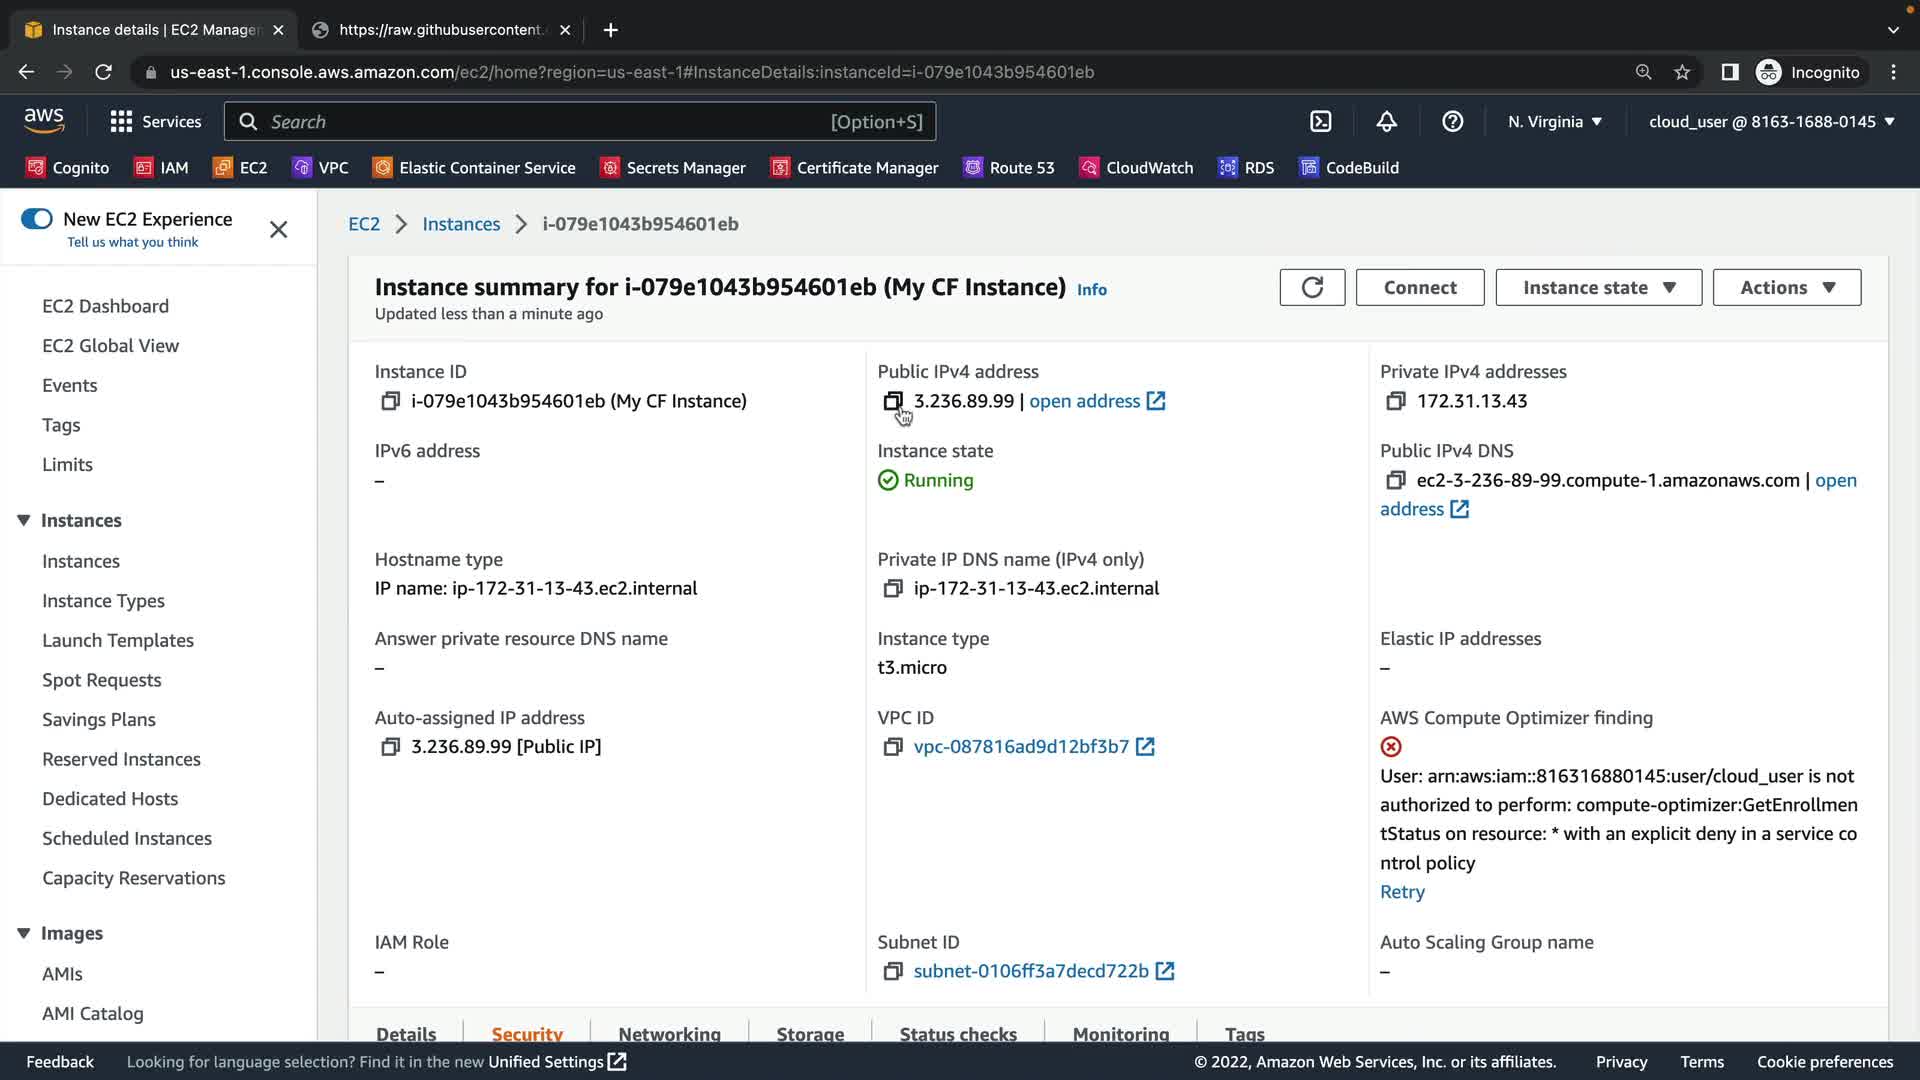 Instance details | EC2 Manager
https://raw.githubusercontent.
us-east-1.console.aws.amazon.com/ec2/home?region=us-east-1#InstanceDetails:instanceId=i-079e1043b954601eb
Incognito
aws
Services
Search
[Option+S]
N. Virginia
cloud_user @ 8163-1688-0145
Cognito
IAM
EC2
VPC
Elastic Container Service
Secrets Manager
Certificate Manager
Route 53
CloudWatch
RDS
CodeBuild
New EC2 Experience
Tell us what you think
EC2 Dashboard
EC2 Global View
Events
Tags
Limits
Instances
Instances
Instance Types
Launch Templates
Spot Requests
Savings Plans
Reserved Instances
Dedicated Hosts
Scheduled Instances
Capacity Reservations
Images
AMIs
AMI Catalog
EC2
Instances
i-079e1043b954601eb
Instance summary for i-079e1043b954601eb (My CF Instance) Info
Updated less than a minute ago
Connect
Instance state
Actions
Instance ID
i-079e1043b954601eb (My CF Instance)
Public IPv4 address
3.236.89.99 | open address
Private IPv4 addresses
172.31.13.43
IPv6 address
–
Instance state
Running
Public IPv4 DNS
ec2-3-236-89-99.compute-1.amazonaws.com | open
address
Hostname type
IP name: ip-172-31-13-43.ec2.internal
Private IP DNS name (IPv4 only)
ip-172-31-13-43.ec2.internal
Answer private resource DNS name
–
Instance type
t3.micro
Elastic IP addresses
–
Auto-assigned IP address
3.236.89.99 [Public IP]
VPC ID
vpc-087816ad9d12bf3b7
AWS Compute Optimizer finding
User: arn:aws:iam::816316880145:user/cloud_user is not
authorized to perform: compute-optimizer:GetEnrollmen
tStatus on resource: * with an explicit deny in a service co
ntrol policy
Retry
IAM Role
–
Subnet ID
subnet-0106ff3a7decd722b
Auto Scaling Group name
–
Details
Security
Networking
Storage
Status checks
Monitoring
Tags
Feedback
Looking for language selection? Find it in the new Unified Settings
© 2022, Amazon Web Services, Inc. or its affiliates.
Privacy
Terms
Cookie preferences